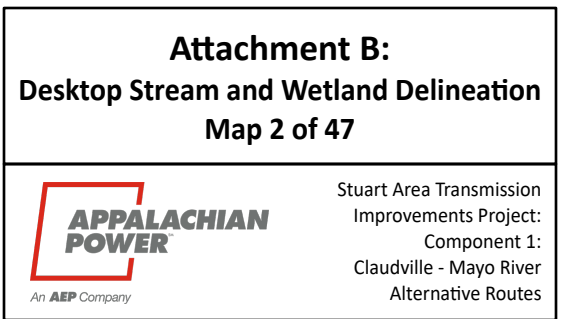 Attachment B:
Desktop Stream and Wetland Delineation
Map 2 of 47
APPALACHIAN
POWER™
An AEP Company
Stuart Area Transmission
Improvements Project:
Component 1:
Claudville - Mayo River
Alternative Routes